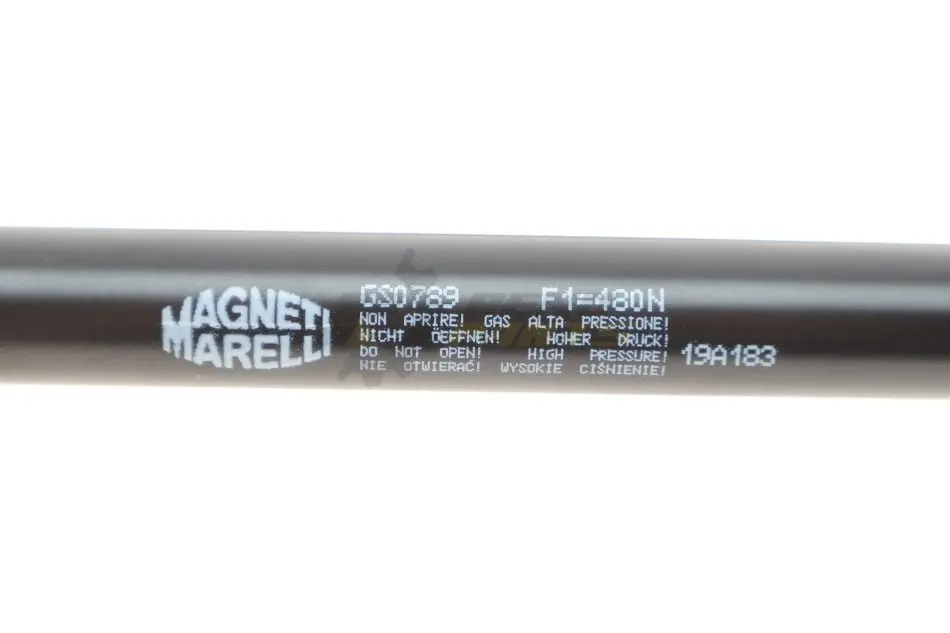 MAGNETI
MARELLI
GS0789 F1=480N
NON APRIRE! GAS ALTA PRESSIONE!
NICHT ÖEFFNEN! HOHER DRUCK!
DO NOT OPEN! HIGH PRESSURE!
NIE OTWIERAĆ! WYSOKIE CIŚNIENIE!
19A183